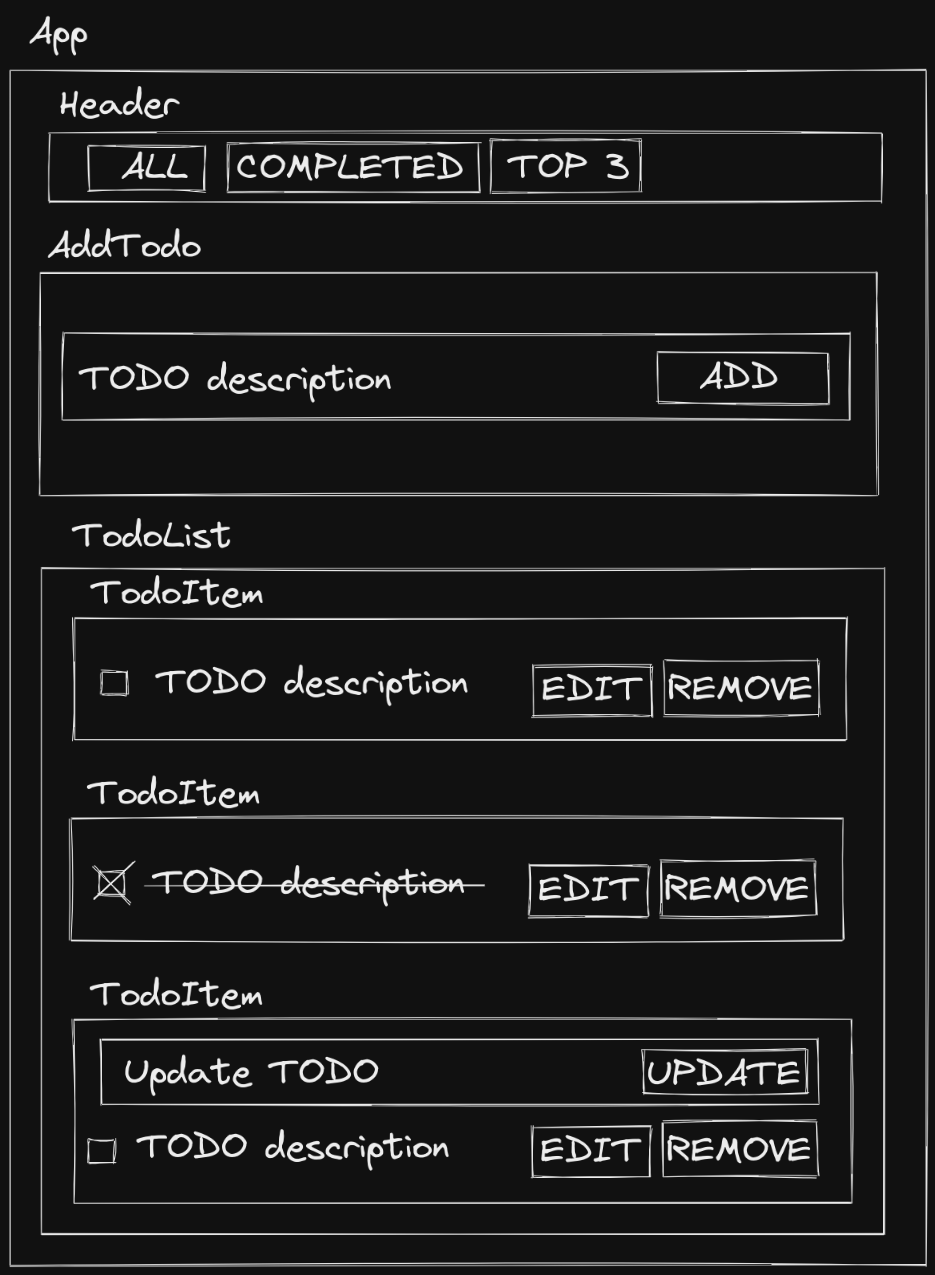 App
Header
ALL COMPLETED TOP 3
AddTodo
TODO description ADD
TodoList
TodoItem
TODO description EDIT REMOVE
TodoItem
TODO description EDIT REMOVE
TodoItem
Update TODO UPDATE
TODO description EDIT REMOVE